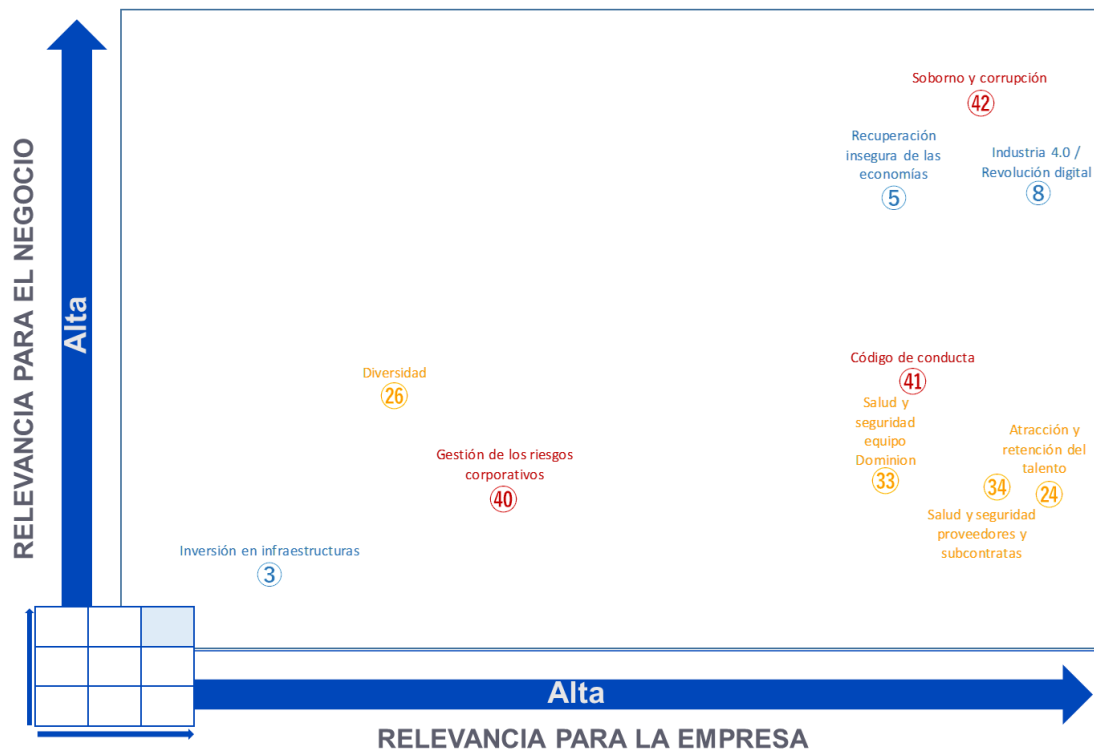 Soborno y corrupción
42
Recuperación
insegura de las
economías
5
Industria 4.0 /
Revolución digital
8
RELEVANCIA PARA EL NEGOCIO
Alta
Diversidad
26
Código de conducta
41
Salud y
seguridad
equipo
Dominion
33
Atracción y
retención del
talento
24
34
Salud y seguridad
proveedores y
subcontratas
Gestión de los riesgos
corporativos
40
Inversión en infraestructuras
3
Alta
RELEVANCIA PARA LA EMPRESA